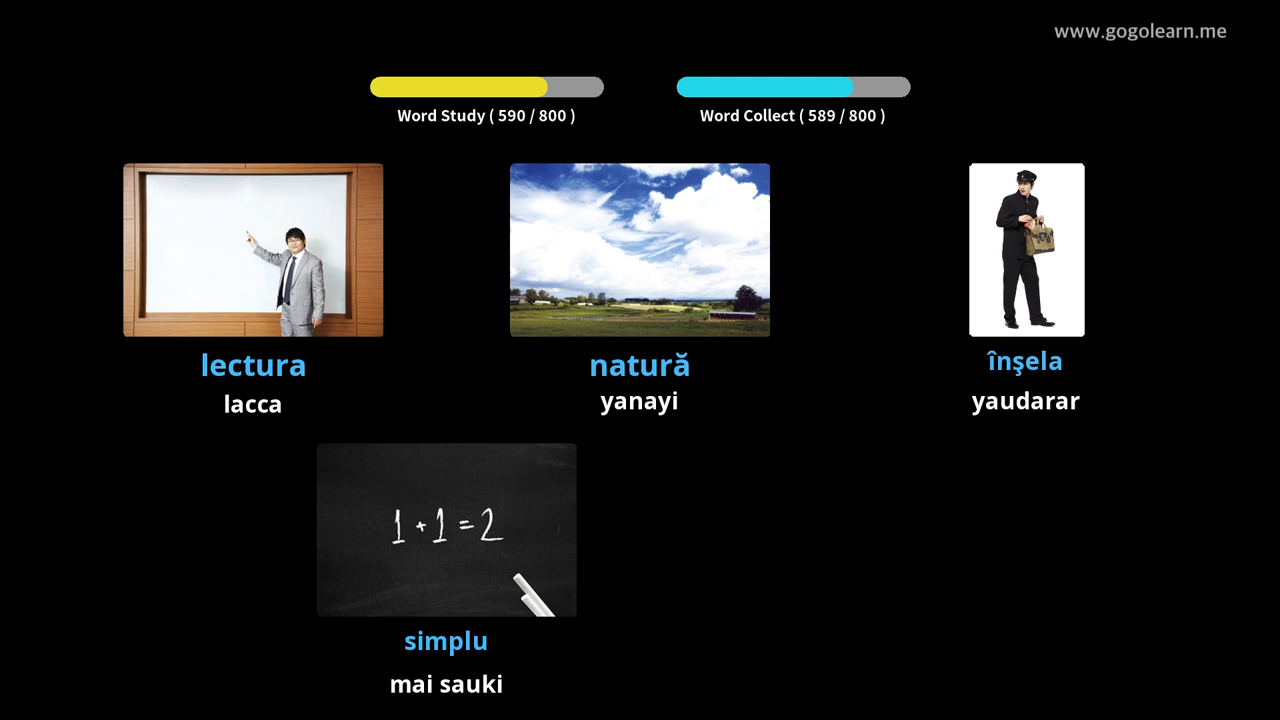 www.gogolearn.me
Word Study ( 590 / 800 )
Word Collect ( 589 / 800 )
lectura
lacca
natură
yanayi
înşela
yaudarar
1 + 1 = 2
simplu
mai sauki